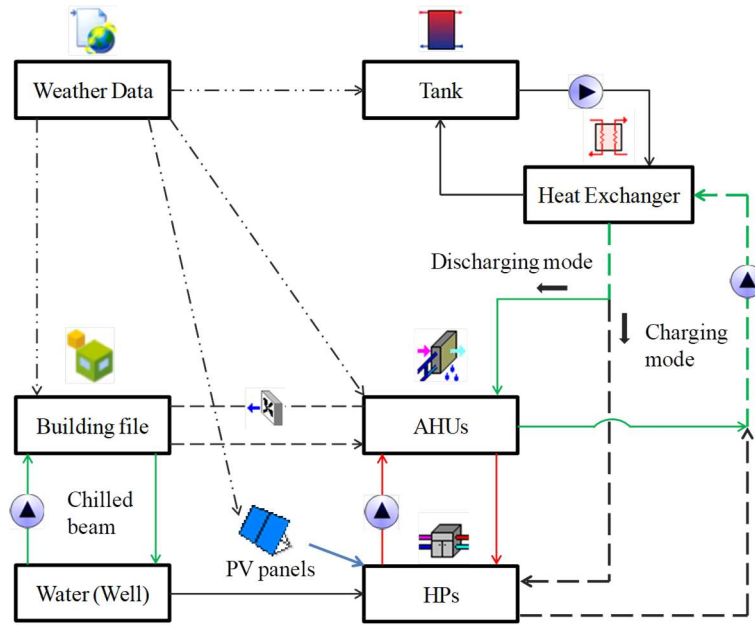 Weather Data
Tank
Heat Exchanger
Discharging mode
Charging
mode
Building file
AHUs
Chilled
beam
PV panels
Water (Well)
HPs